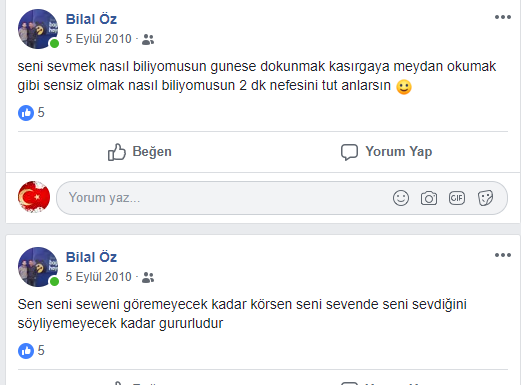 Bilal Öz
5 Eylül 2010
seni sevmek nasıl biliyomusun gunese dokunmak kasırgaya meydan okumak
gibi sensiz olmak nasıl biliyomusun 2 dk nefesini tut anlarsın
5
Beğen
Yorum Yap
Yorum yaz...
GIF
Bilal Öz
5 Eylül 2010
Sen seni seweni göremeyecek kadar körsen seni sevende seni sevdiğini
söyliyemeyecek kadar gururludur
5